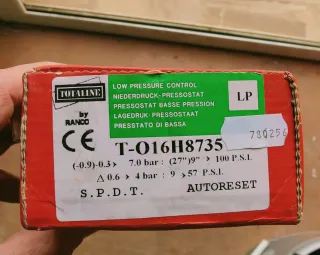 TOTALINE
by
RANCO
CE
LOW PRESSURE CONTROL
NIEDERDRUCK-PRESSOSTAT
PRESSOSTAT BASSE PRESSION
LAGEDRUK-PRESSOSTAAT
PRESSTATO DI BASSA
LP
T-O16H8735
780256
(-0.9)-0.3➔ 7.0 bar : (27")9"➔ 100 P.S.I.
Δ 0.6 ➔ 4 bar : 9 ➔57 P.S.I.
S.P.D.T. AUTORESET